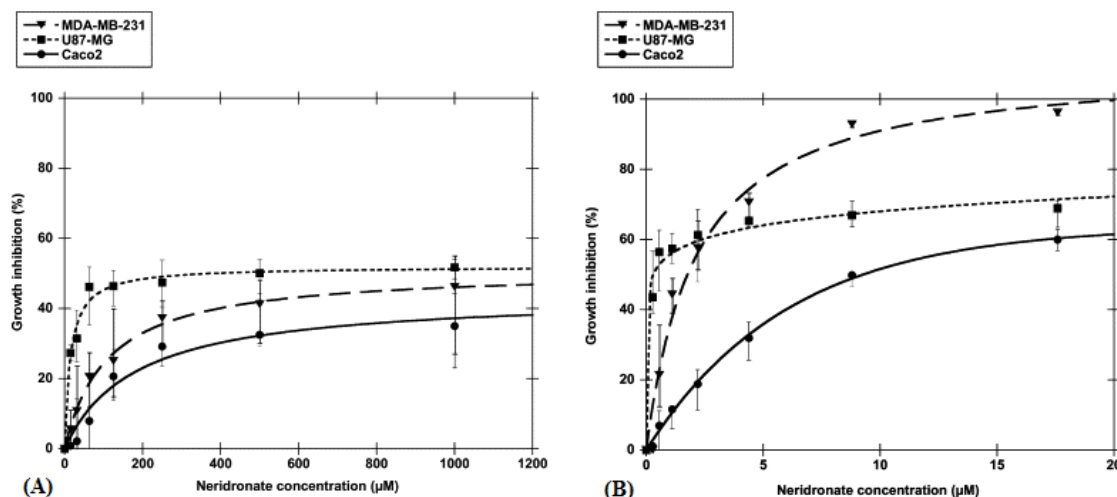 MDA-MB-231
U87-MG
Caco2
100
80
60
40
20
0
Growth inhibition (%)
0 200 400 600 800 1000 1200
Neridronate concentration (µM)
(A)
MDA-MB-231
U87-MG
Caco2
100
80
60
40
20
0
Growth inhibition (%)
0 5 10 15 20
Neridronate concentration (µM)
(B)